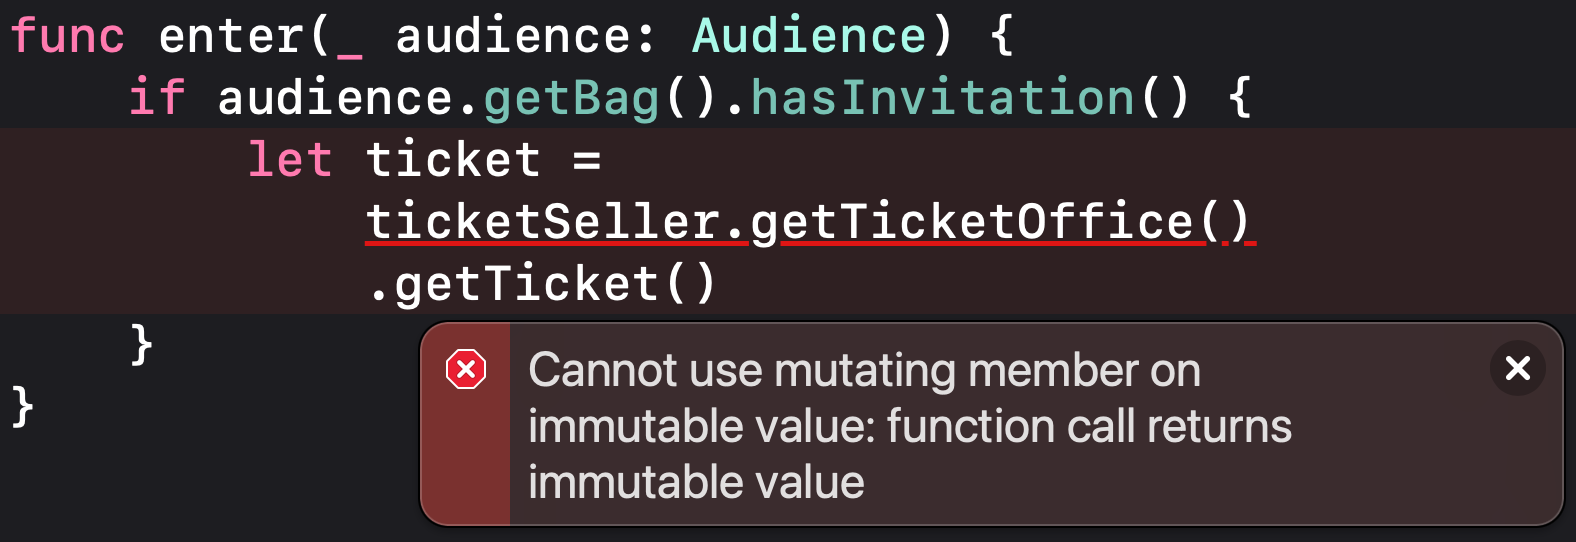 func enter(_ audience: Audience) {
    if audience.getBag().hasInvitation() {
        let ticket =
            ticketSeller.getTicketOffice()
            .getTicket()
    }
}
Cannot use mutating member on
immutable value: function call returns
immutable value